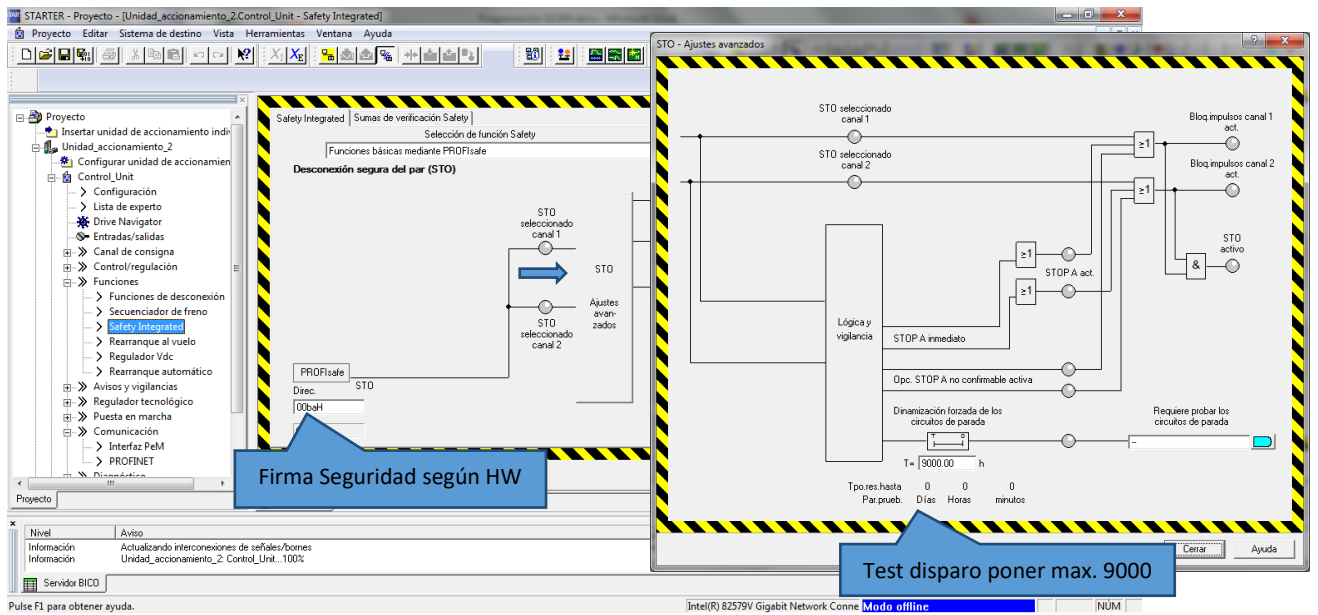 STARTER - Proyecto - [Unidad_accionamiento_2.Control_Unit - Safety Integrated]
Proyecto Editar Sistema de destino Vista Herramientas Ventana Ayuda
Proyecto
Insertar unidad de accionamiento indiv
Unidad_accionamiento_2
Configurar unidad de accionamien
Control_Unit
Configuración
Lista de experto
Drive Navigator
Entradas/salidas
Canal de consigna
Control/regulación
Funciones
Funciones de desconexión
Secuenciador de freno
Safety Integrated
Rearranque al vuelo
Regulador Vdc
Rearranque automático
Avisos y vigilancias
Regulador tecnológico
Puesta en marcha
Comunicación
Interfaz PeM
PROFINET
Diagnóstico
Proyecto
Safety Integrated
Sumas de verificación Safety
Selección de función Safety
Funciones básicas mediante PROFIsafe
Desconexión segura del par (STO)
STO
seleccionado
canal 1
STO
seleccionado
canal 2
STO
Ajustes
avan-
zados
PROFIsafe
STO
Direc.
00baH
Firma Seguridad según HW
STO - Ajustes avanzados
STO seleccionado
canal 1
STO seleccionado
canal 2
Bloq.impulsos canal 1
act.
≥1
Bloq.impulsos canal 2
act.
≥1
STO
activo
&
≥1
STOP A act.
≥1
Lógica y
vigilancia
STOP A inmediato
Opc. STOP A no confirmable activa
Dinamización forzada de los
circuitos de parada
T 0
T= 9000.00 h
Requiere probar los
circuitos de parada
--
Tpo.res.hasta 0 0 0
Par.prueb. Días Horas minutos
Cerrar
Ayuda
Test disparo poner max. 9000
Nivel Aviso
Información Actualizando interconexiones de señales/bornes
Información Unidad_accionamiento_2: Control_Unit...100%
Servidor BICO
Pulse F1 para obtener ayuda.
Intel(R) 82579V Gigabit Network Conne
Modo offline
NÚM